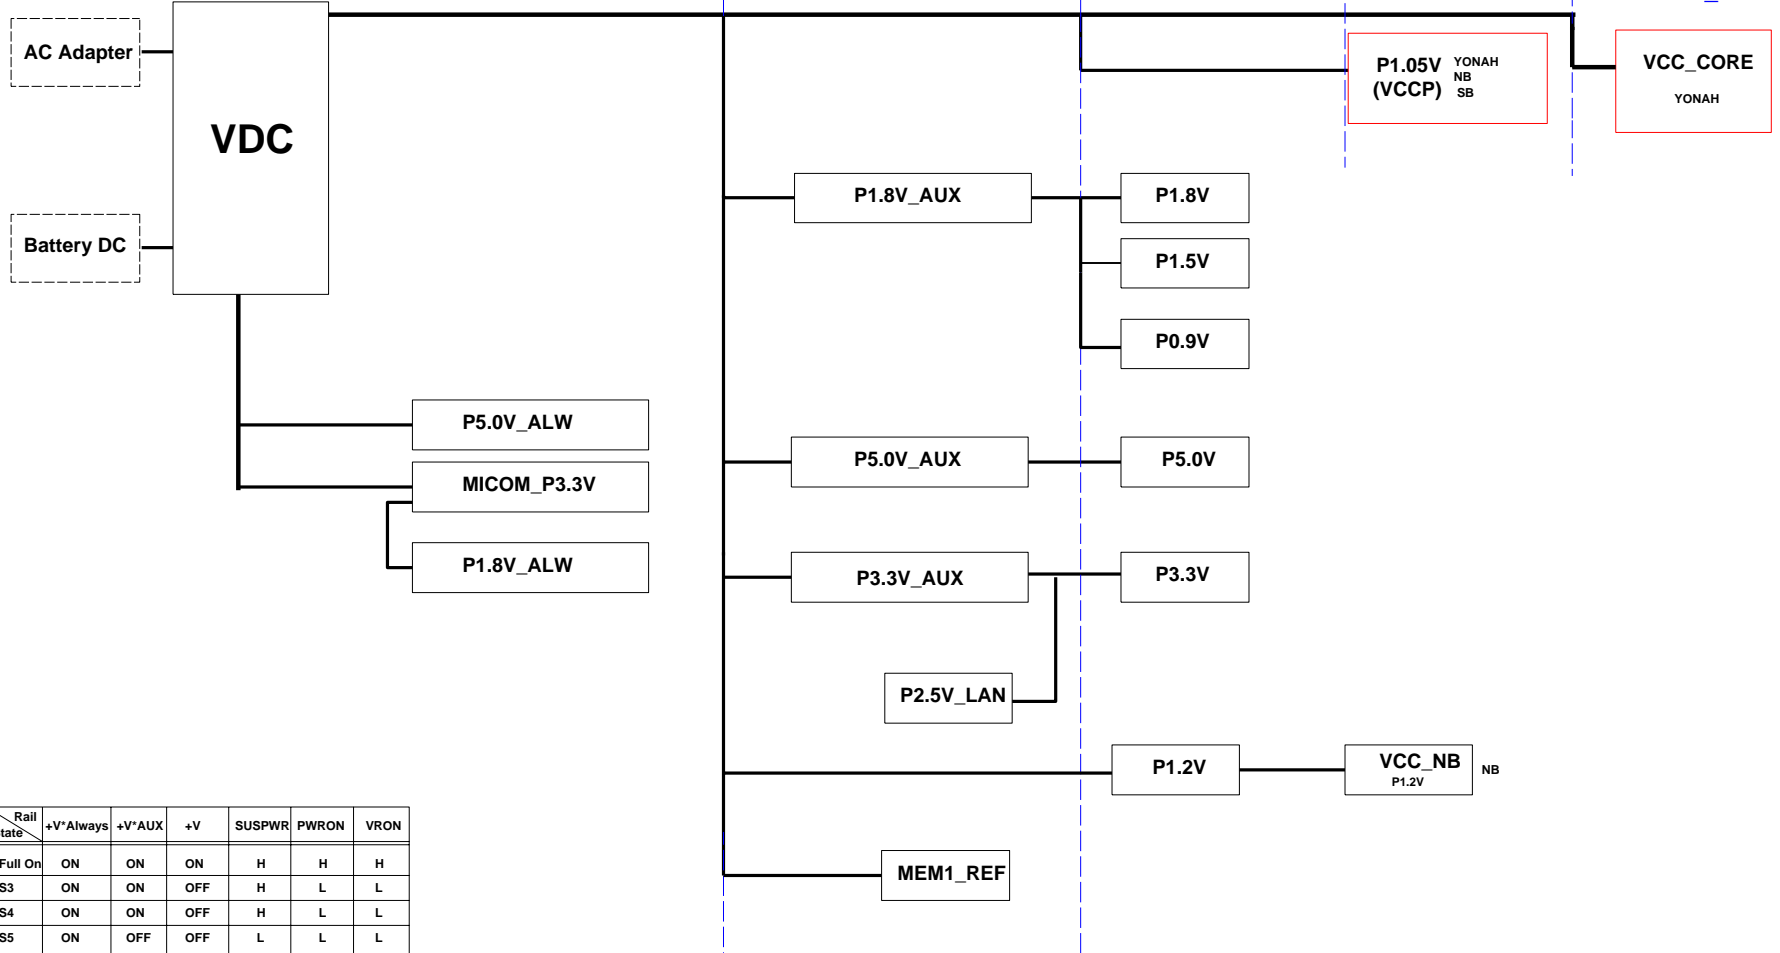 AC Adapter
VDC
Battery DC
P1.05V YONAH
NB
(VCCP) SB
VCC_CORE
YONAH
P1.8V_AUX
P1.8V
P1.5V
P0.9V
P5.0V_ALW
MICOM_P3.3V
P1.8V_ALW
P5.0V_AUX
P5.0V
P3.3V_AUX
P3.3V
P2.5V_LAN
P1.2V
VCC_NB NB
P1.2V
MEM1_REF
Rail +V*Always +V*AUX +V SUSPWR PWRON VRON
tate
Full On ON ON ON H H H
S3 ON ON OFF H L L
S4 ON ON OFF H L L
S5 ON OFF OFF L L L